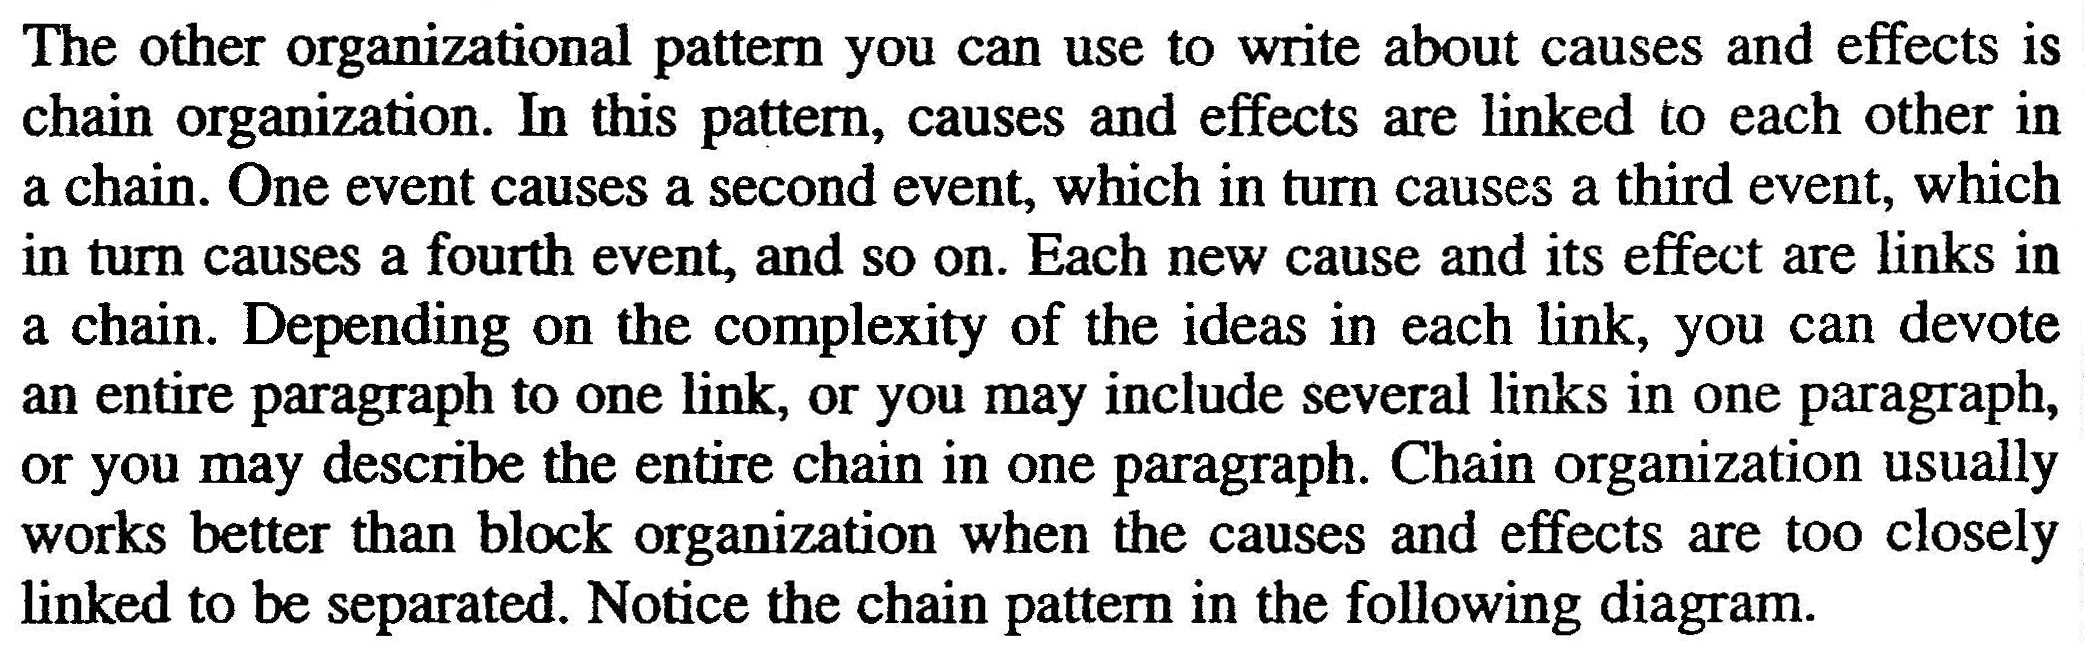 The other organizational pattern you can use to write about causes and effects is
chain organization. In this pattern, causes and effects are linked to each other in
a chain. One event causes a second event, which in turn causes a third event, which
in turn causes a fourth event, and so on. Each new cause and its effect are links in
a chain. Depending on the complexity of the ideas in each link, you can devote
an entire paragraph to one link, or you may include several links in one paragraph,
or you may describe the entire chain in one paragraph. Chain organization usually
works better than block organization when the causes and effects are too closely
linked to be separated. Notice the chain pattern in the following diagram.